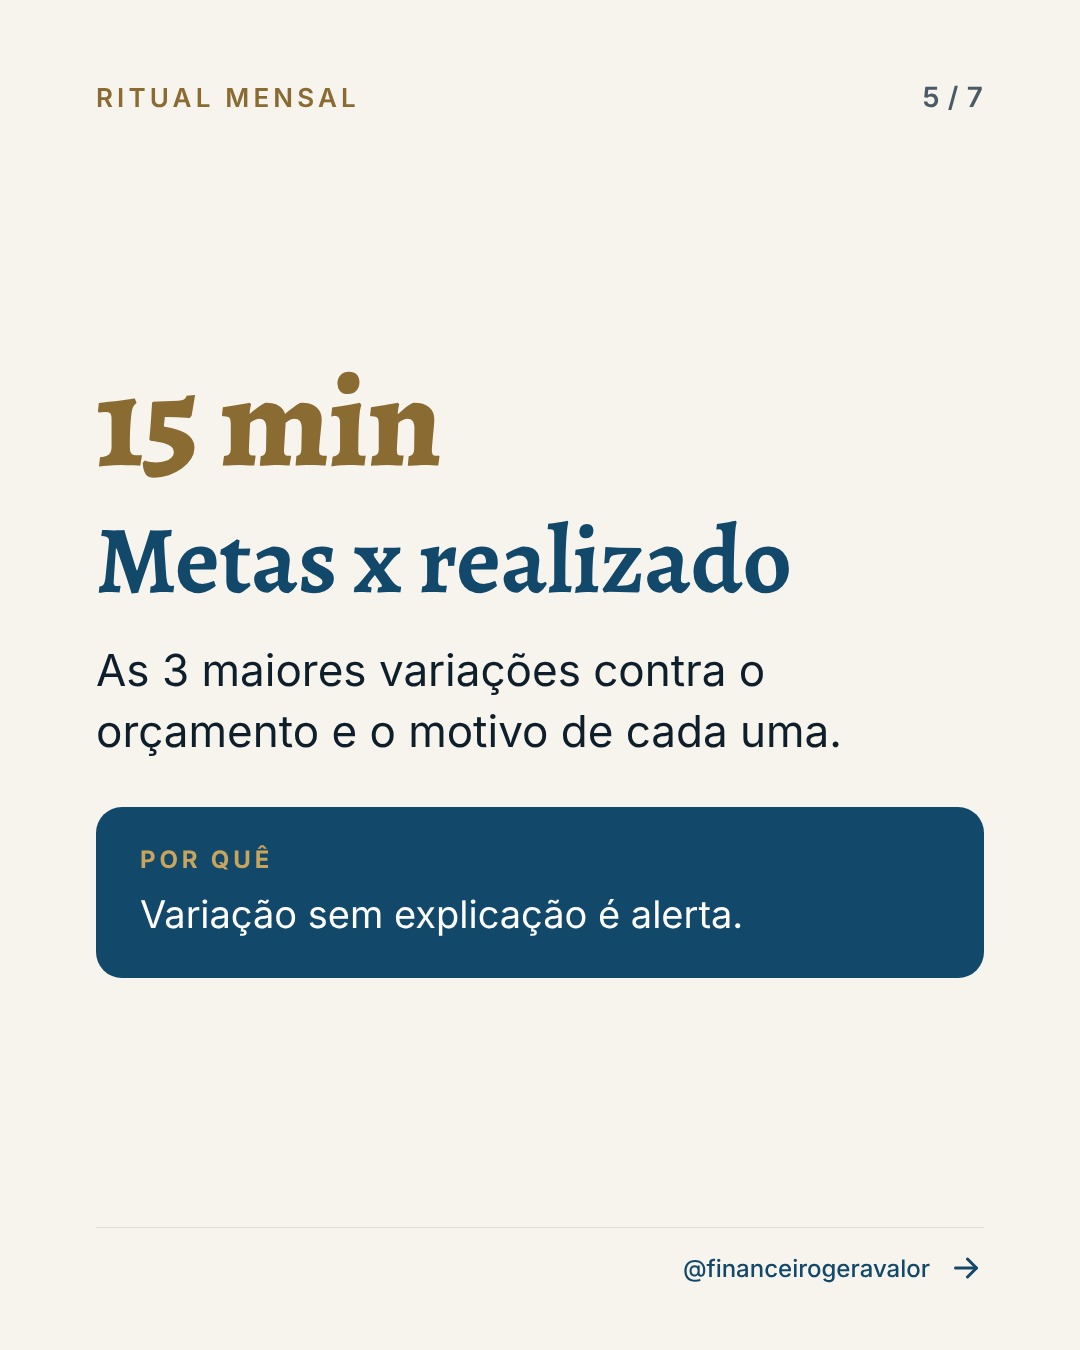 RITUAL MENSAL
5 / 7
15 min
Metas x realizado
As 3 maiores variações contra o
orçamento e o motivo de cada uma.
POR QUÊ
Variação sem explicação é alerta.
@financeirogeravalor →